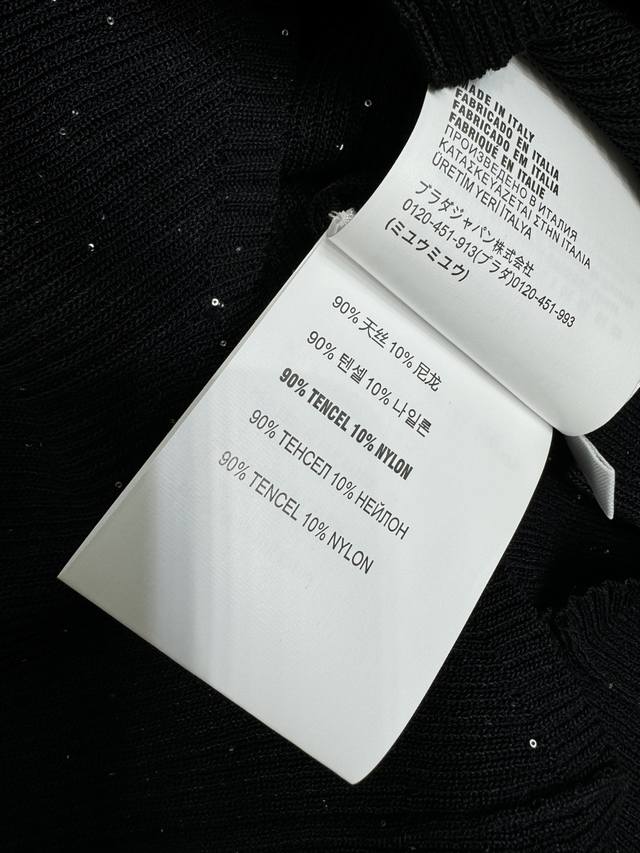 MADE IN ITALY
FABRICADO EN ITALIA
FABRICADO EM ITALIA
FABRIQUÉ EN ITALIE
ПРОИЗВЕДЕНО В ИТАЛИЯ
ΚΑΤΑΣΚΕΥΑΖΕΤΑΙ ΣΤΗΝ ΙΤΑΛΙΑ
ÜRETİM YERİ İTALYA
プラダジャパン株式会社
0120-451-913(プラダ)0120-451-993
(ミュウミュウ)
90% 天丝 10% 尼龙
90% 텐셀 10% 나일론
90% TENCEL 10% NYLON
90% ТЕНСЕЛ 10% НЕЙЛОН
90% TENCEL 10% NYLON